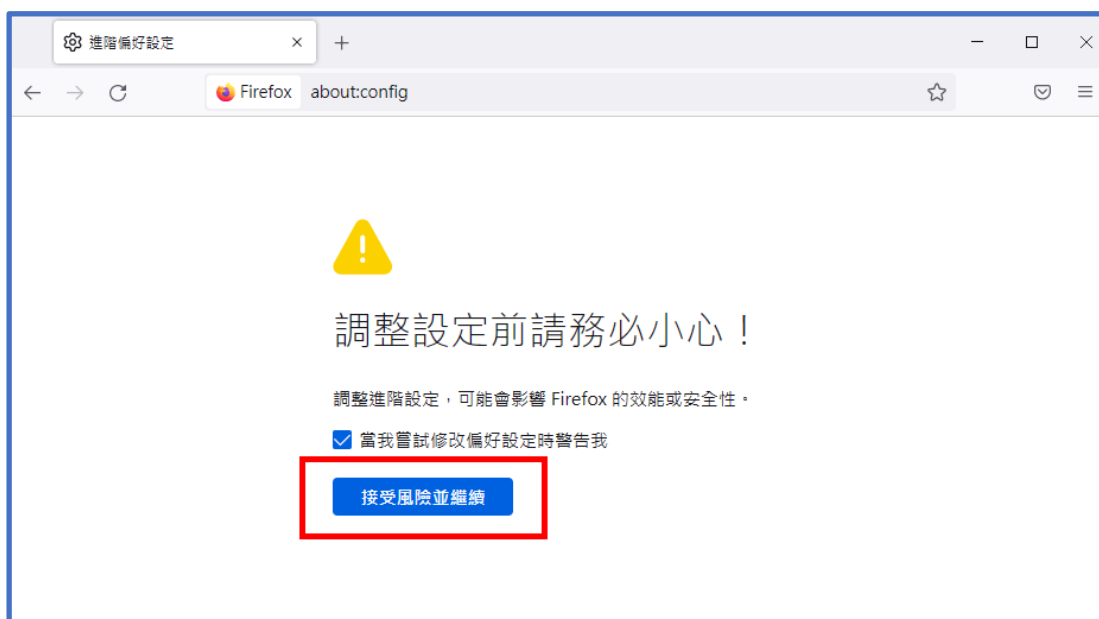 進階偏好設定
Firefox about:config
調整設定前請務必小心！
調整進階設定，可能會影響 Firefox 的效能或安全性。
當我嘗試修改偏好設定時警告我
接受風險並繼續